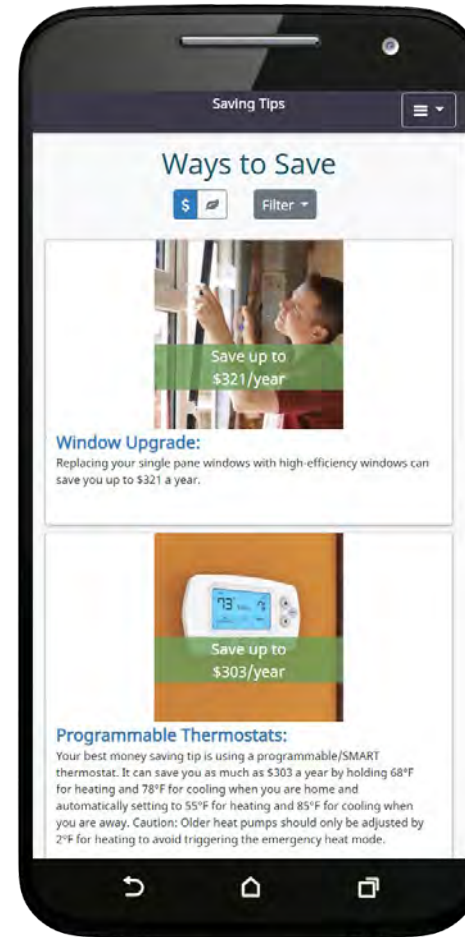 Saving Tips
Ways to Save
$
Filter
Save up to
$321/year
Window Upgrade:
Replacing your single pane windows with high-efficiency windows can
save you up to $321 a year.
73°
Save up to
$303/year
Programmable Thermostats:
Your best money saving tip is using a programmable/SMART
thermostat. It can save you as much as $303 a year by holding 68°F
for heating and 78°F for cooling when you are home and
automatically setting to 55°F for heating and 85°F for cooling when
you are away. Caution: Older heat pumps should only be adjusted by
2°F for heating to avoid triggering the emergency heat mode.